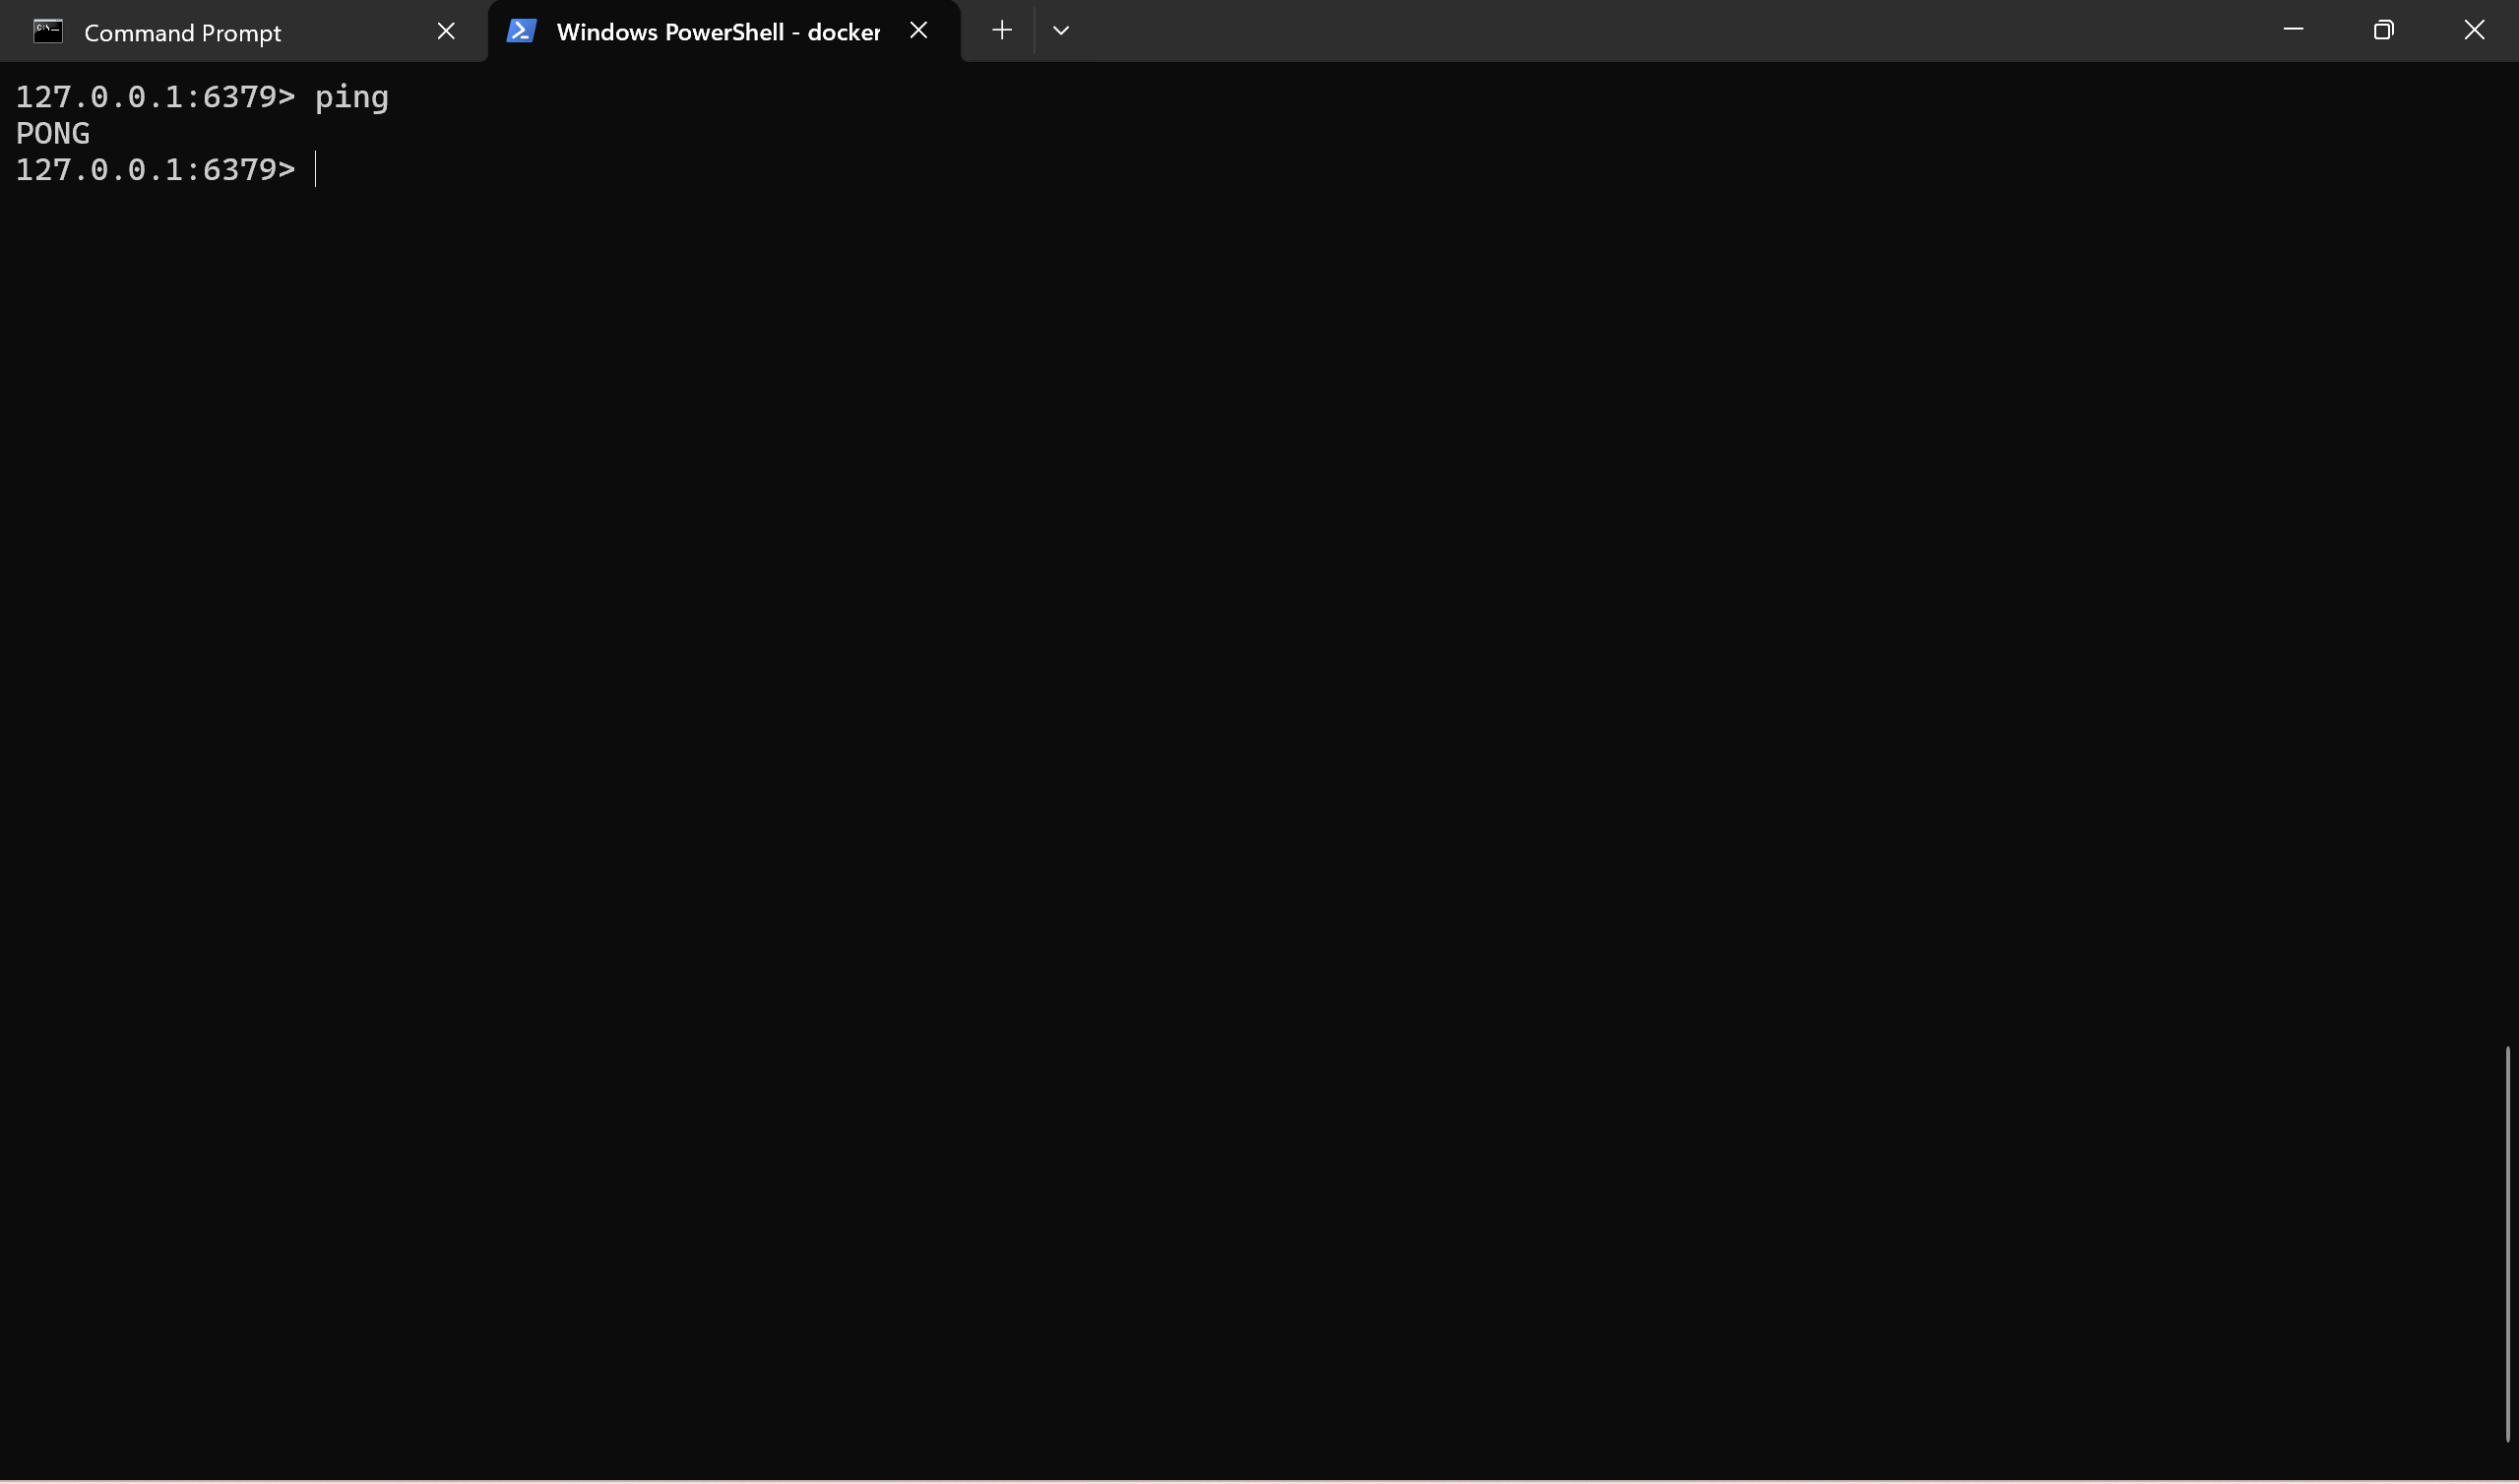 Command Prompt
Windows PowerShell - docker
127.0.0.1:6379> ping
PONG
127.0.0.1:6379>